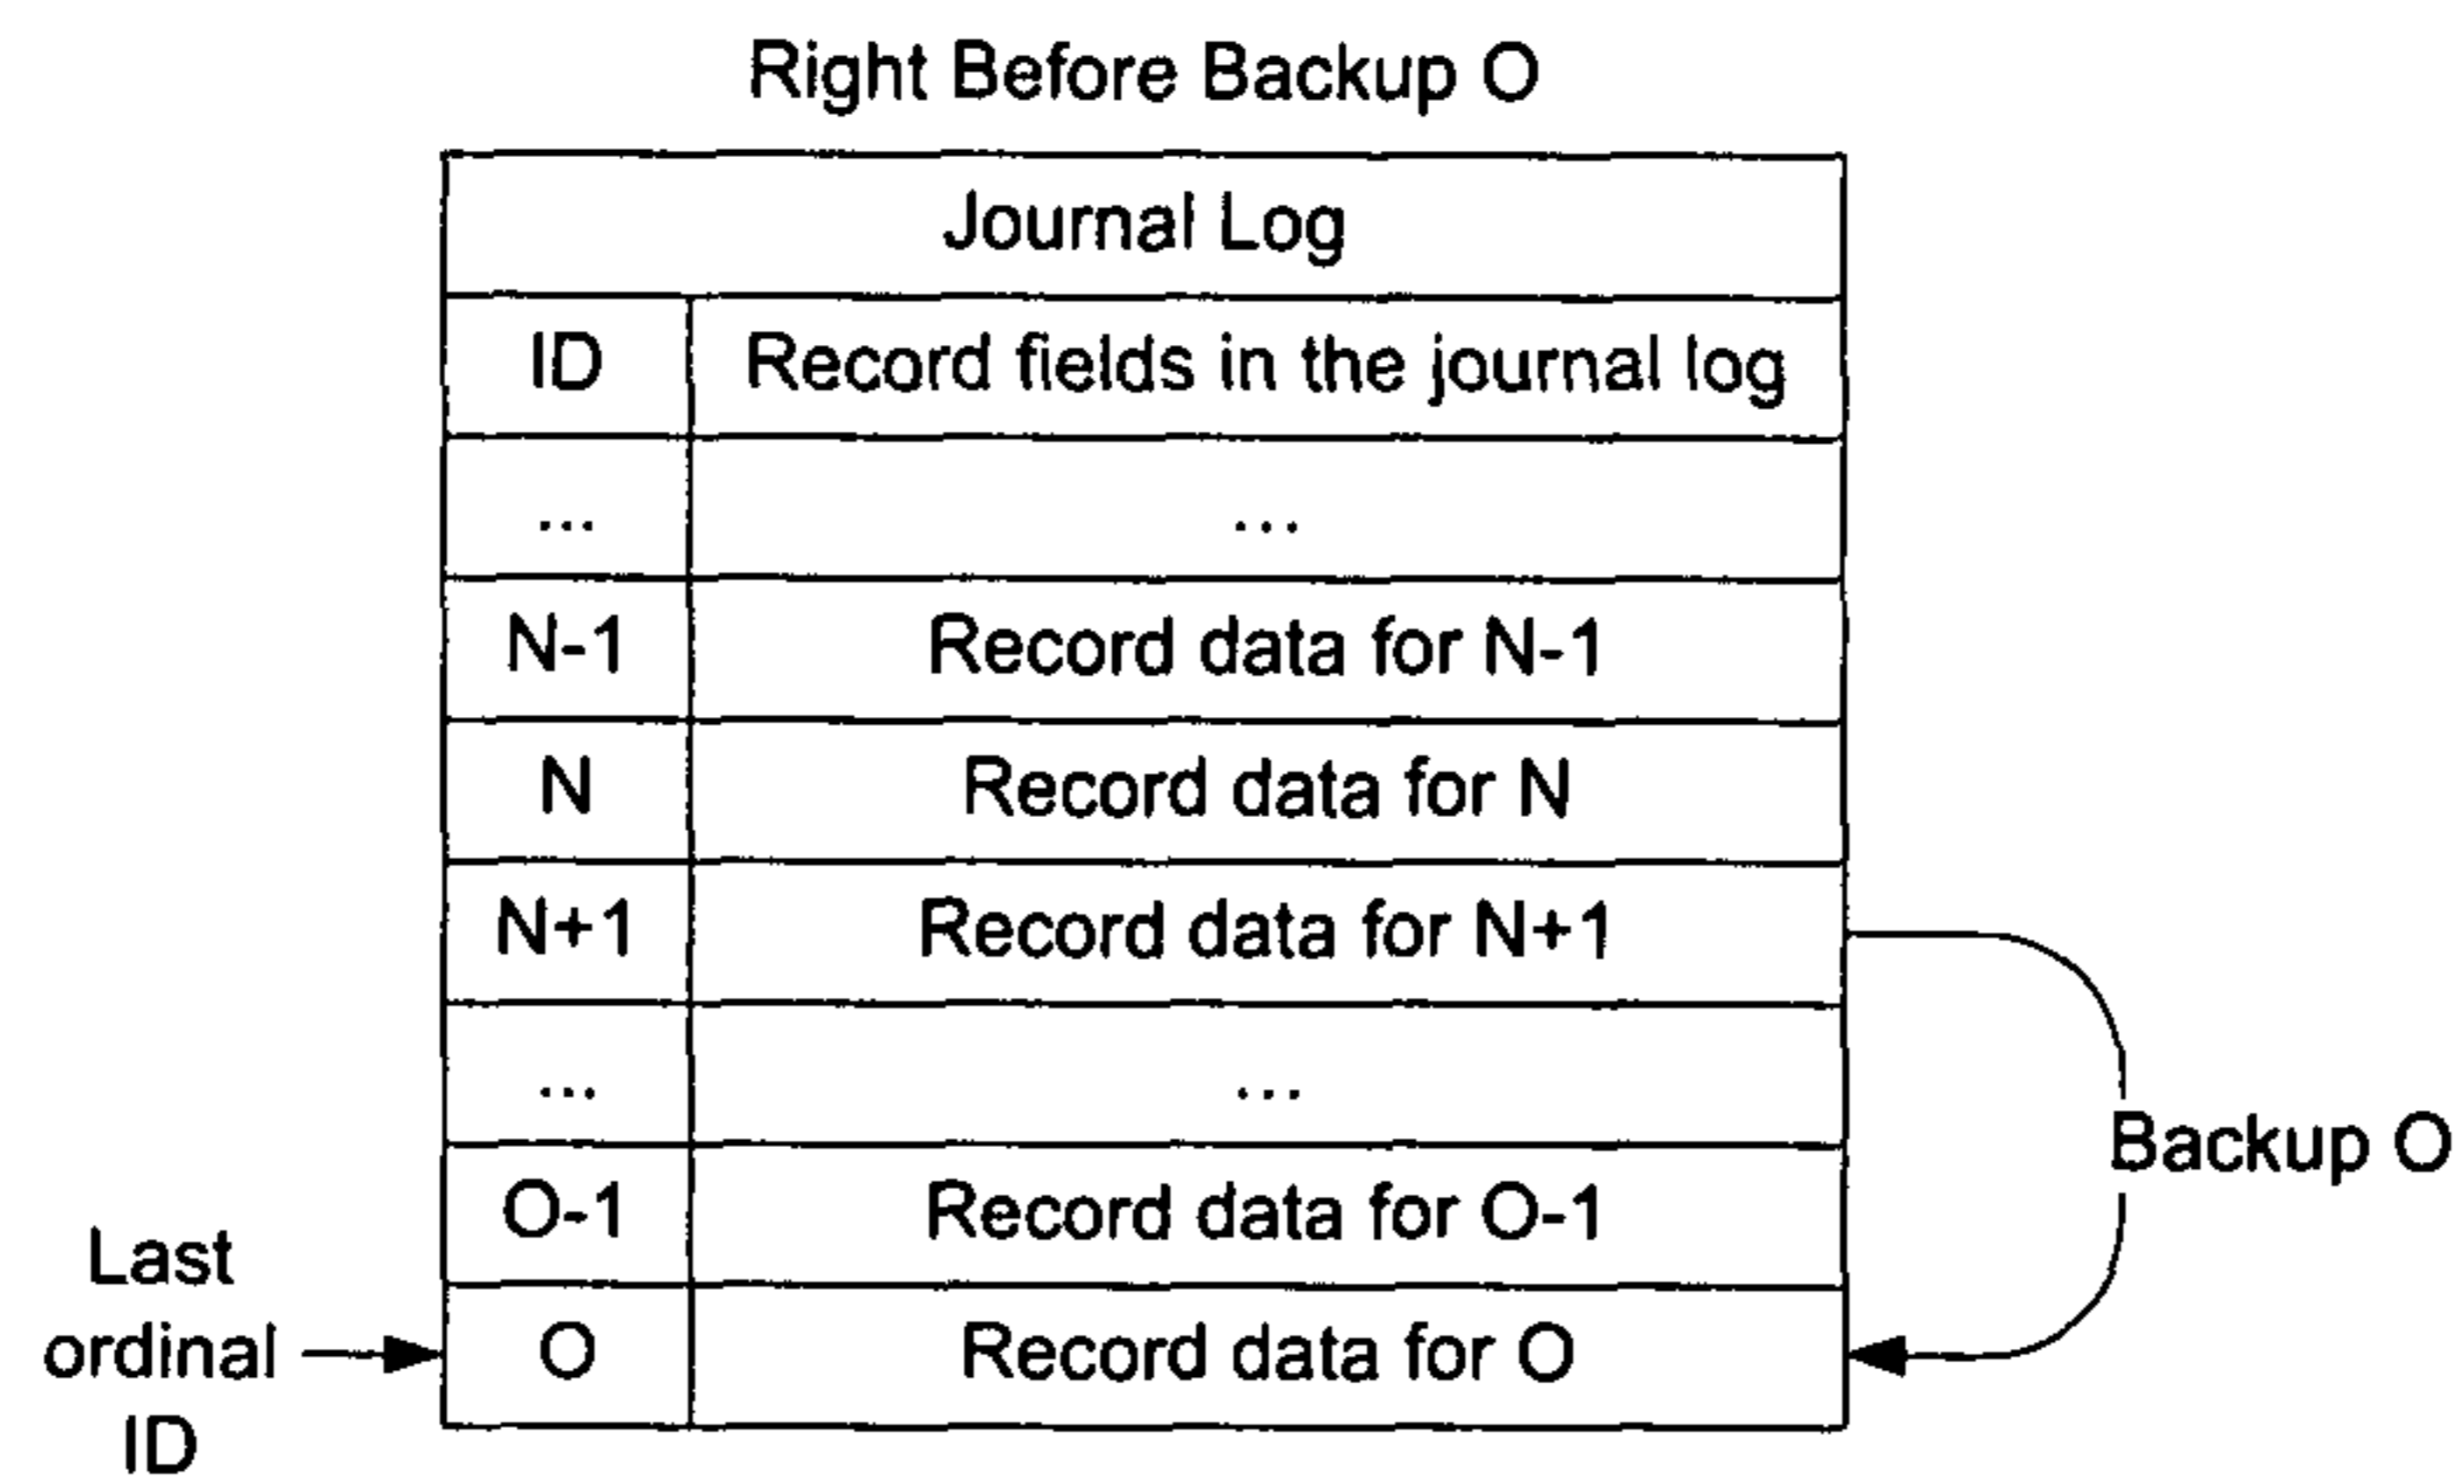 Right Before Backup O
Journal Log
ID Record fields in the journal log
... ...
N-1 Record data for N-1
N Record data for N
N+1 Record data for N+1
... ...
Backup O
O-1 Record data for O-1
Last
ordinal
ID
O Record data for O